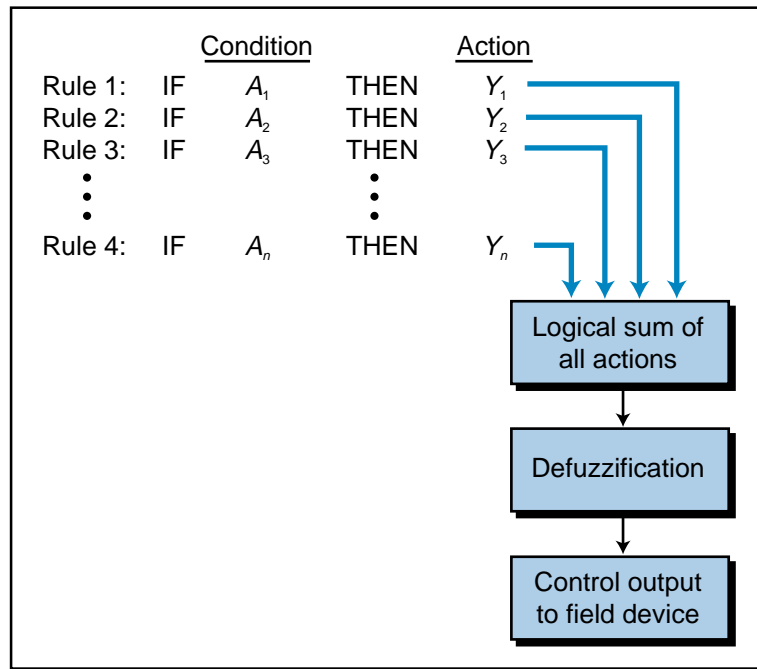 Condition Action
Rule 1: IF A1 THEN Y1
Rule 2: IF A2 THEN Y2
Rule 3: IF A3 THEN Y3
Rule 4: IF An THEN Yn
Logical sum of
all actions
Defuzzification
Control output
to field device